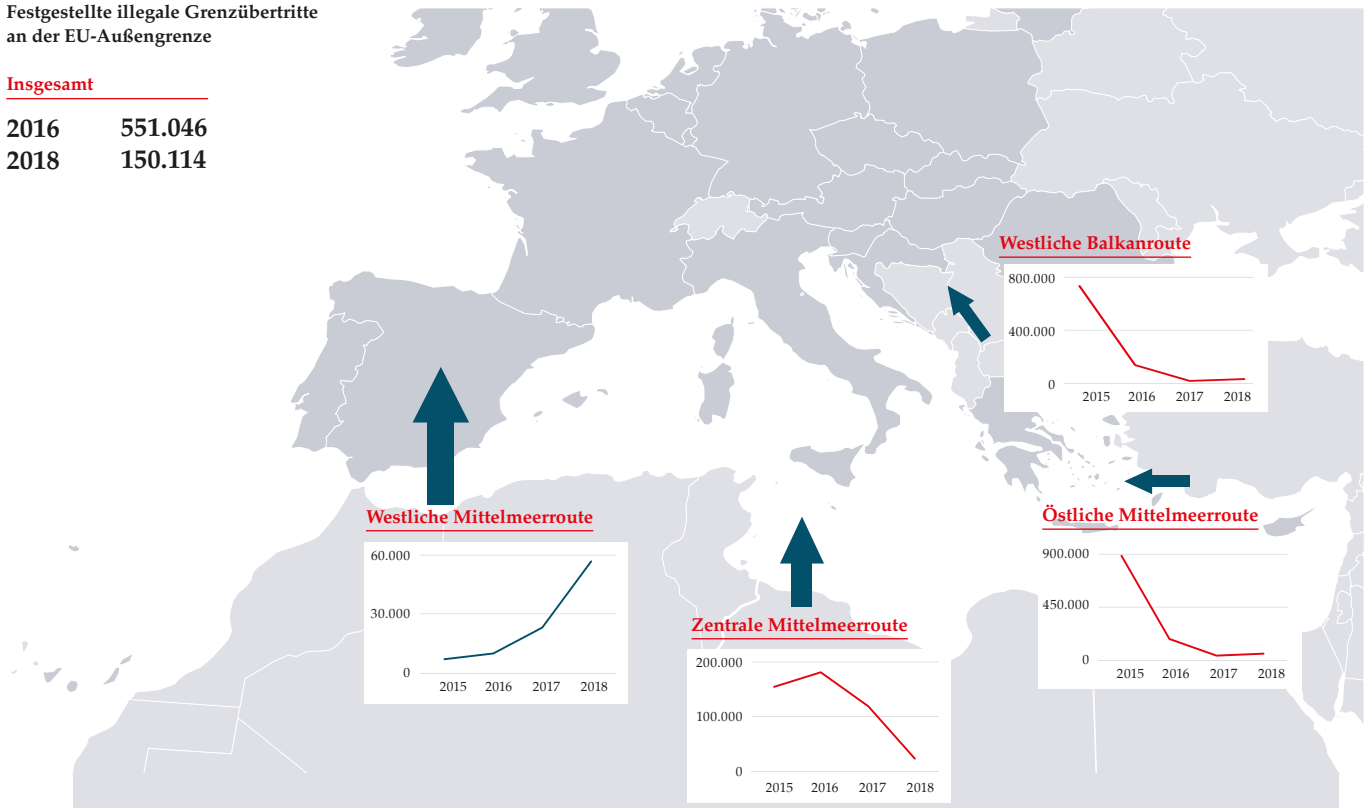 Festgestellte illegale Grenzübertritte
an der EU-Außengrenze
Insgesamt
2016 551.046
2018 150.114
Westliche Balkanroute
800.000
400.000
0
2015 2016 2017 2018
Westliche Mittelmeerroute
60.000
30.000
0
2015 2016 2017 2018
Zentrale Mittelmeerroute
200.000
100.000
0
2015 2016 2017 2018
Östliche Mittelmeerroute
900.000
450.000
0
2015 2016 2017 2018